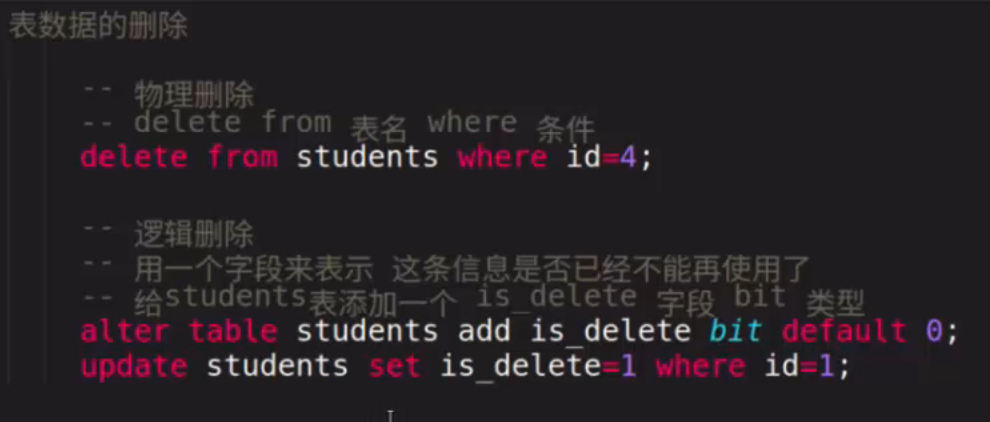 表数据的删除
-- 物理删除
-- delete from 表名 where 条件
delete from students where id=4;
-- 逻辑删除
-- 用一个字段来表示 这条信息是否已经不能再使用了
-- 给students表添加一个 is_delete 字段 bit 类型
alter table students add is_delete bit default 0;
update students set is_delete=1 where id=1;